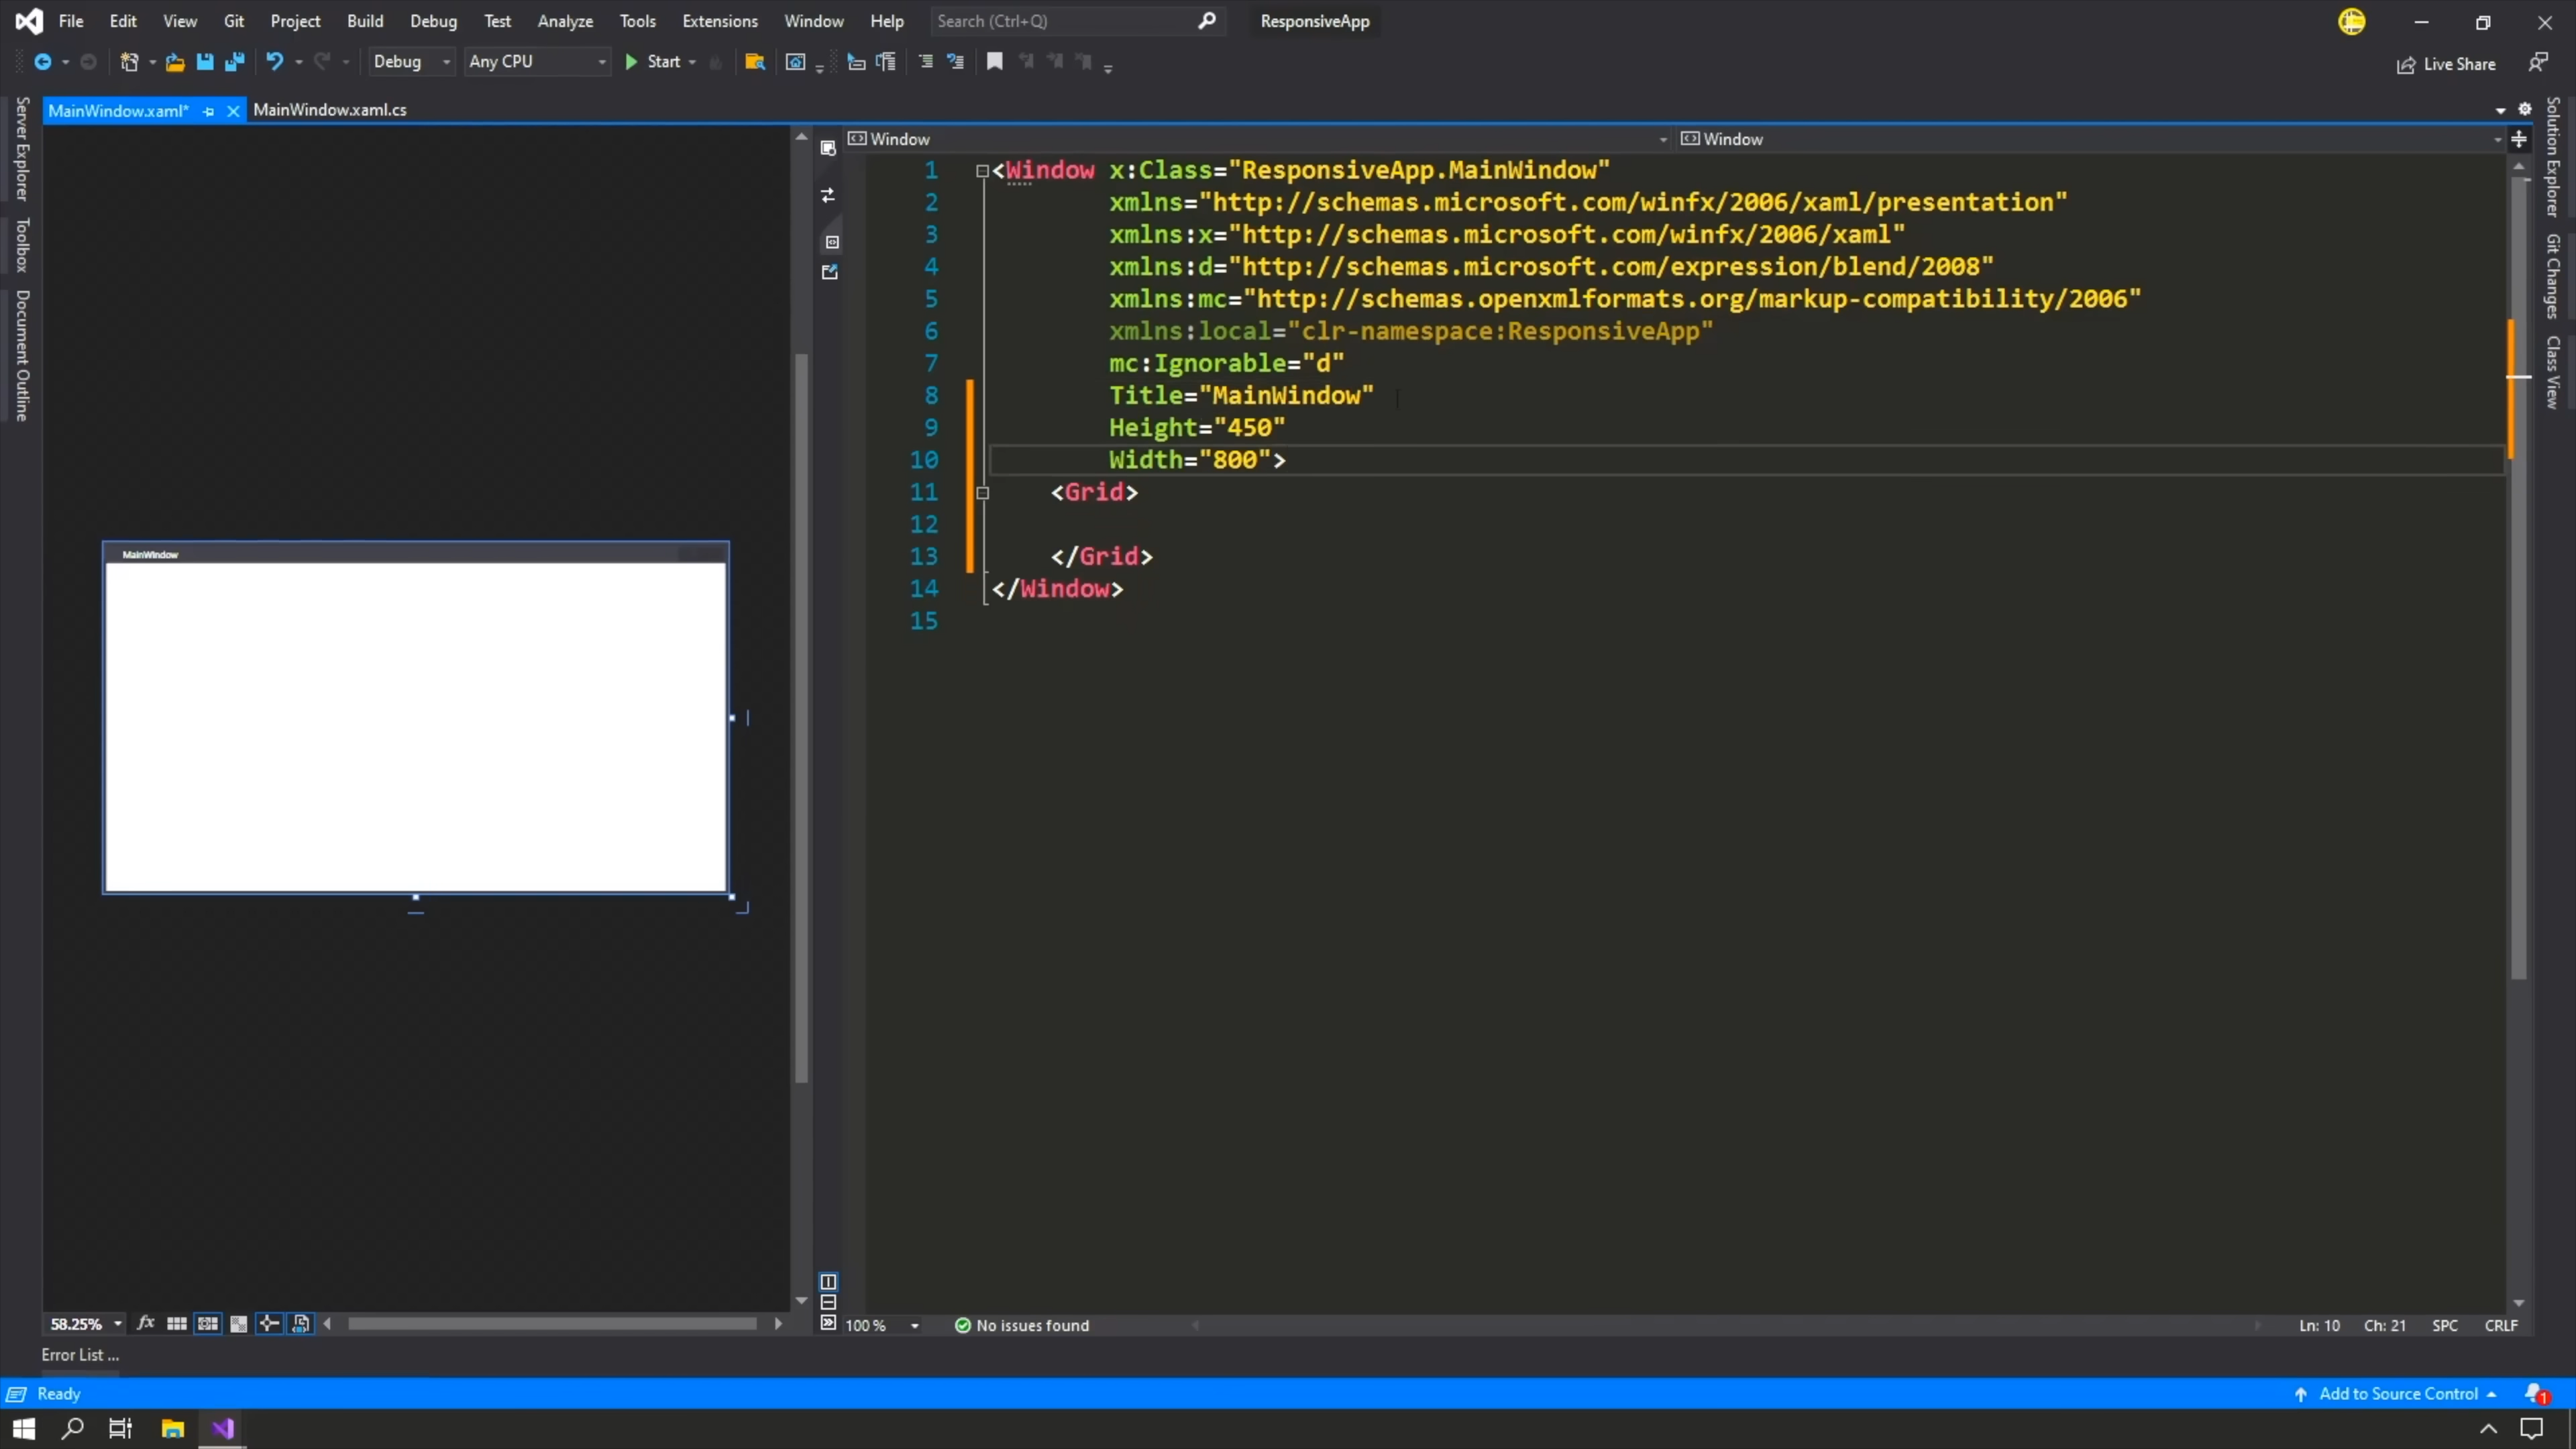 File Edit View Git Project Build Debug Test Analyze Tools Extensions Window Help Search (Ctrl+Q) ResponsiveApp
Debug Any CPU Start Live Share
MainWindow.xaml* MainWindow.xaml.cs
Server Explorer
Toolbox
Document Outline
MainWindow
Window Window
1 <Window x:Class="ResponsiveApp.MainWindow"
2 xmlns="http://schemas.microsoft.com/winfx/2006/xaml/presentation"
3 xmlns:x="http://schemas.microsoft.com/winfx/2006/xaml"
4 xmlns:d="http://schemas.microsoft.com/expression/blend/2008"
5 xmlns:mc="http://schemas.openxmlformats.org/markup-compatibility/2006"
6 xmlns:local="clr-namespace:ResponsiveApp"
7 mc:Ignorable="d"
8 Title="MainWindow"
9 Height="450"
10 Width="800">
11 <Grid>
12
13 </Grid>
14 </Window>
15
Solution Explorer
Git Changes
Class View
58.25% fx 100 % No issues found Ln: 10 Ch: 21 SPC CRLF
Error List ...
Ready Add to Source Control 1